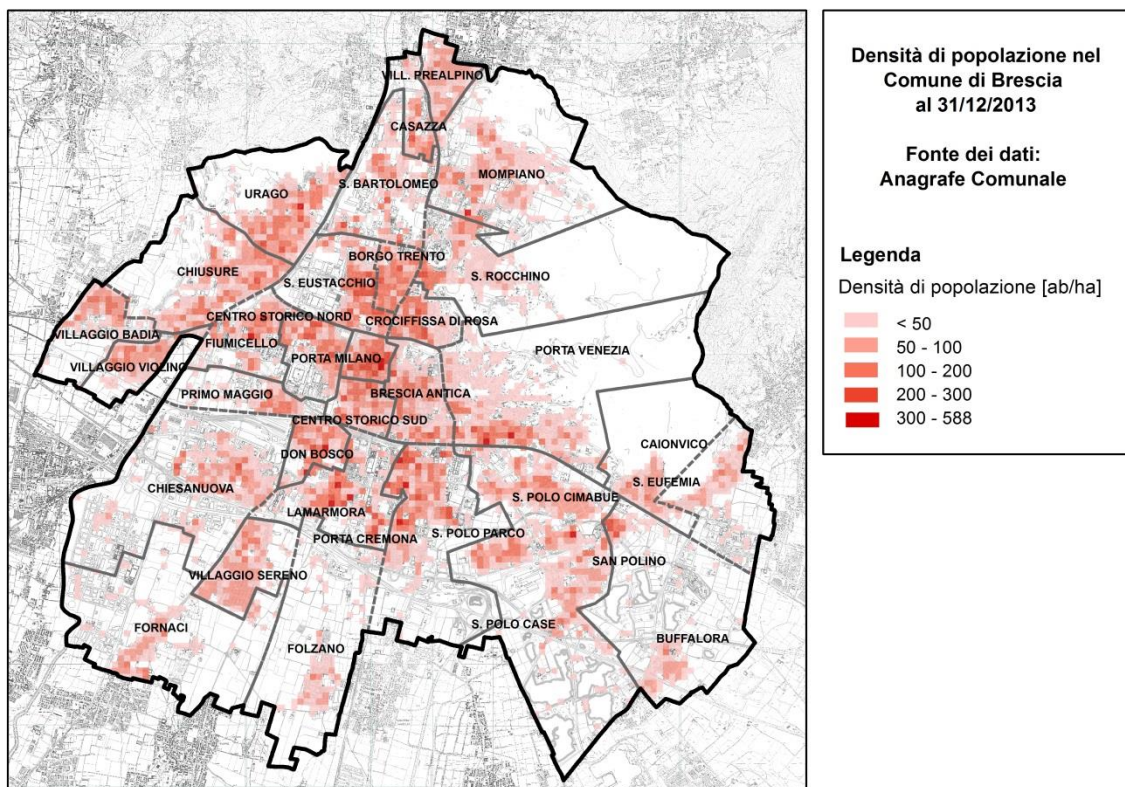 VILL. PREALPINO
CASAZZA
MOMPIANO
S. BARTOLOMEO
URAGO
BORGO TRENTO
CHIUSURE
S. EUSTACCHIO
S. ROCCHINO
CENTRO STORICO NORD
CROCIFFISSA DI ROSA
VILLAGGIO BADIA
FIUMICELLO
PORTA MILANO
PORTA VENEZIA
VILLAGGIO VIOLINO
PRIMO MAGGIO
BRESCIA ANTICA
CENTRO STORICO SUD
CAIONVICO
DON BOSCO
S. EUFEMIA
CHIESANUOVA
S. POLO CIMABUE
LAMARMORA
PORTA CREMONA
S. POLO PARCO
SAN POLINO
VILLAGGIO SERENO
FORNACI
S. POLO CASE
BUFFALORA
FOLZANO
Densità di popolazione nel
Comune di Brescia
al 31/12/2013
Fonte dei dati:
Anagrafe Comunale
Legenda
Densità di popolazione [ab/ha]
< 50
50 - 100
100 - 200
200 - 300
300 - 588